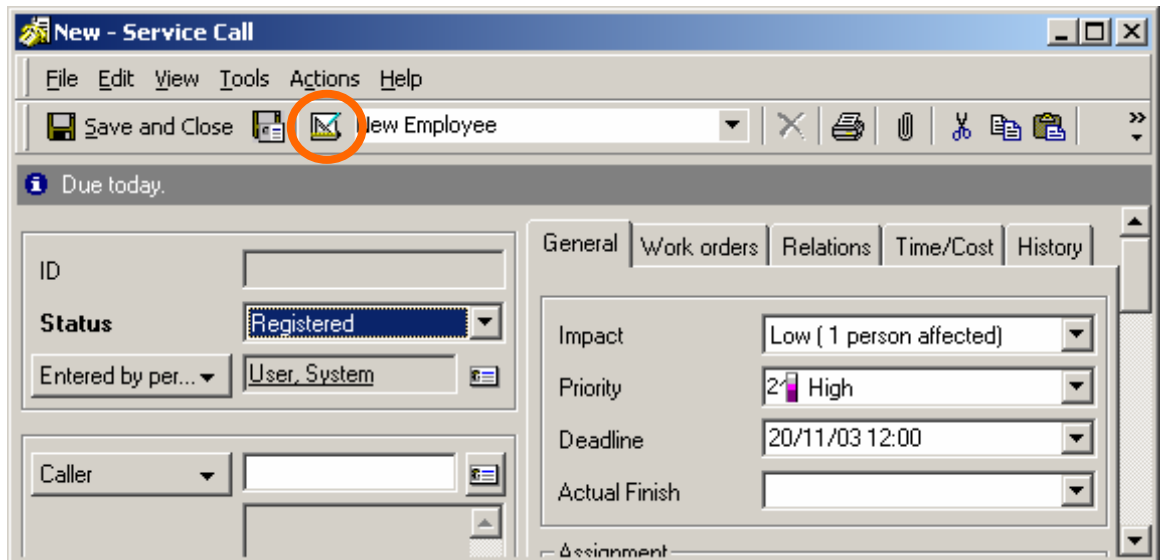 New - Service Call
File Edit View Tools Actions Help
Save and Close New Employee
Due today.
ID
Status Registered
Entered by per... User, System
Caller
General Work orders Relations Time/Cost History
Impact Low ( 1 person affected)
Priority High
Deadline 20/11/03 12:00
Actual Finish
Assignment